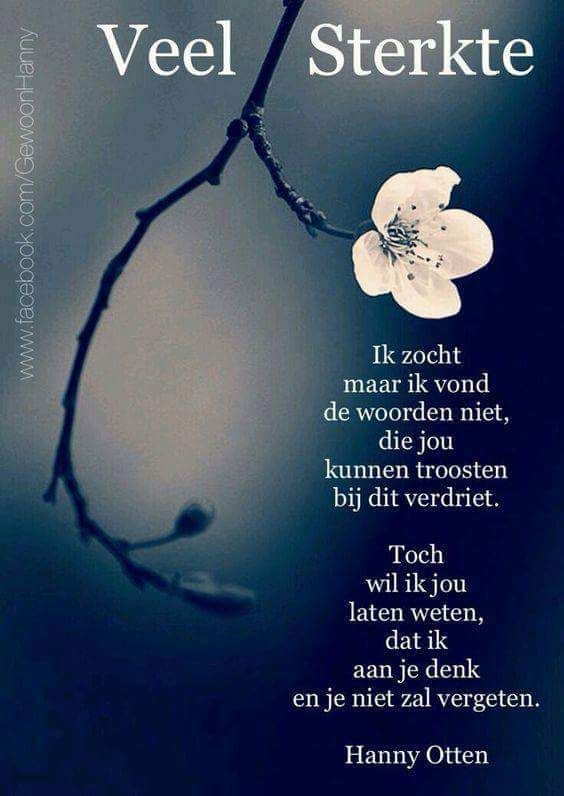 Veel Sterkte
www.facebook.com/GewoonHanny
Ik zocht
maar ik vond
de woorden niet,
die jou
kunnen troosten
bij dit verdriet.
Toch
wil ik jou
laten weten,
dat ik
aan je denk
en je niet zal vergeten.
Hanny Otten